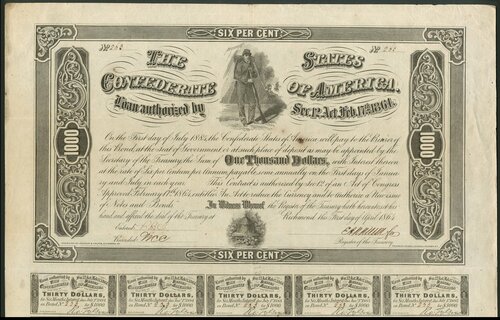 SIX PER CENT
No 282 No 282
THE STATES
CONFEDERATE OF AMERICA.
Loan authorized by Sec. 12, Act, Feb. 17th 1864.
On the First day of July 1884, the Confederate States of America, will pay to the Bearer of
this Bond, at the seat of Government, or at such place of deposit as may be appointed by the
Secretary of the Treasury, the Sum of One Thousand Dollars, with Interest thereon
at the rate of Six per Centum per annum, payable semi-annually on the First days of January
and July in each year. This Contract is authorized by Sec. 12, of an Act of Congress
Approved February 17th, 1864, entitled An Act to reduce the Currency and to authorize a New issue
of Notes and Bonds. In Witness Whereof the Register of the Treasury hath hereunto set his
hand and affixed the seal of the Treasury at Richmond this First day of April 1864
Entered
Recorded
Register of the Treasury
1000
1000
SIX PER CENT
THIRTY DOLLARS,
THIRTY DOLLARS,
THIRTY DOLLARS,
THIRTY DOLLARS,
THIRTY DOLLARS,